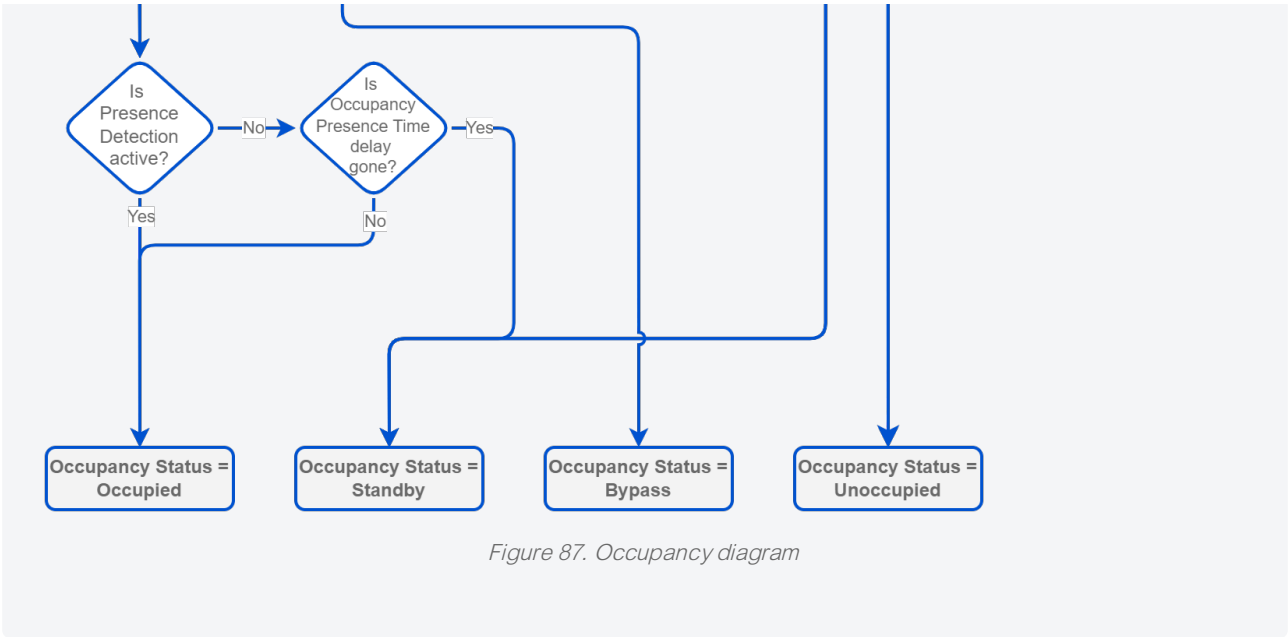 Is
Presence
Detection
active?
No
Is
Occupancy
Presence Time
delay
gone?
Yes
Yes
No
Occupancy Status =
Occupied
Occupancy Status =
Standby
Occupancy Status =
Bypass
Occupancy Status =
Unoccupied
Figure 87. Occupancy diagram